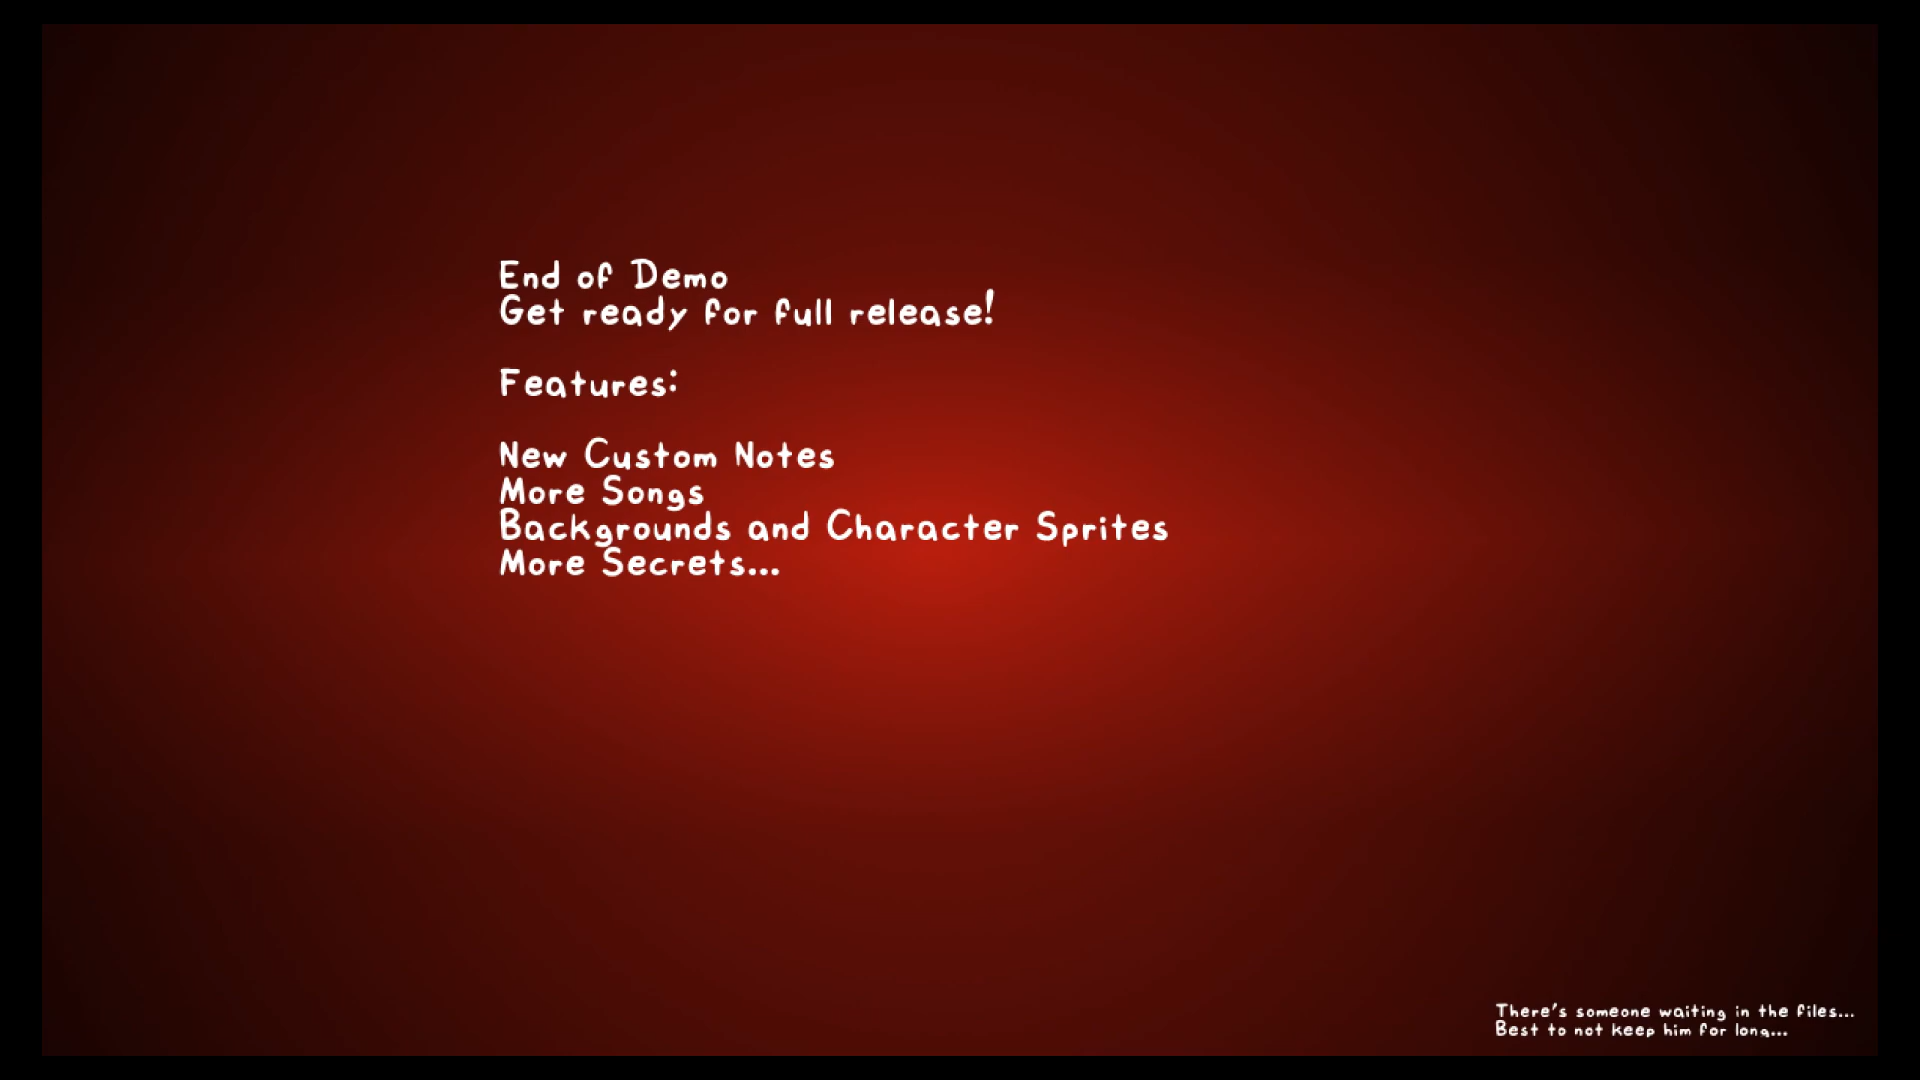 End of Demo
Get ready for full release!
Features:
New Custom Notes
More Songs
Backgrounds and Character Sprites
More Secrets...
There's someone waiting in the files...
Best to not keep him for long...